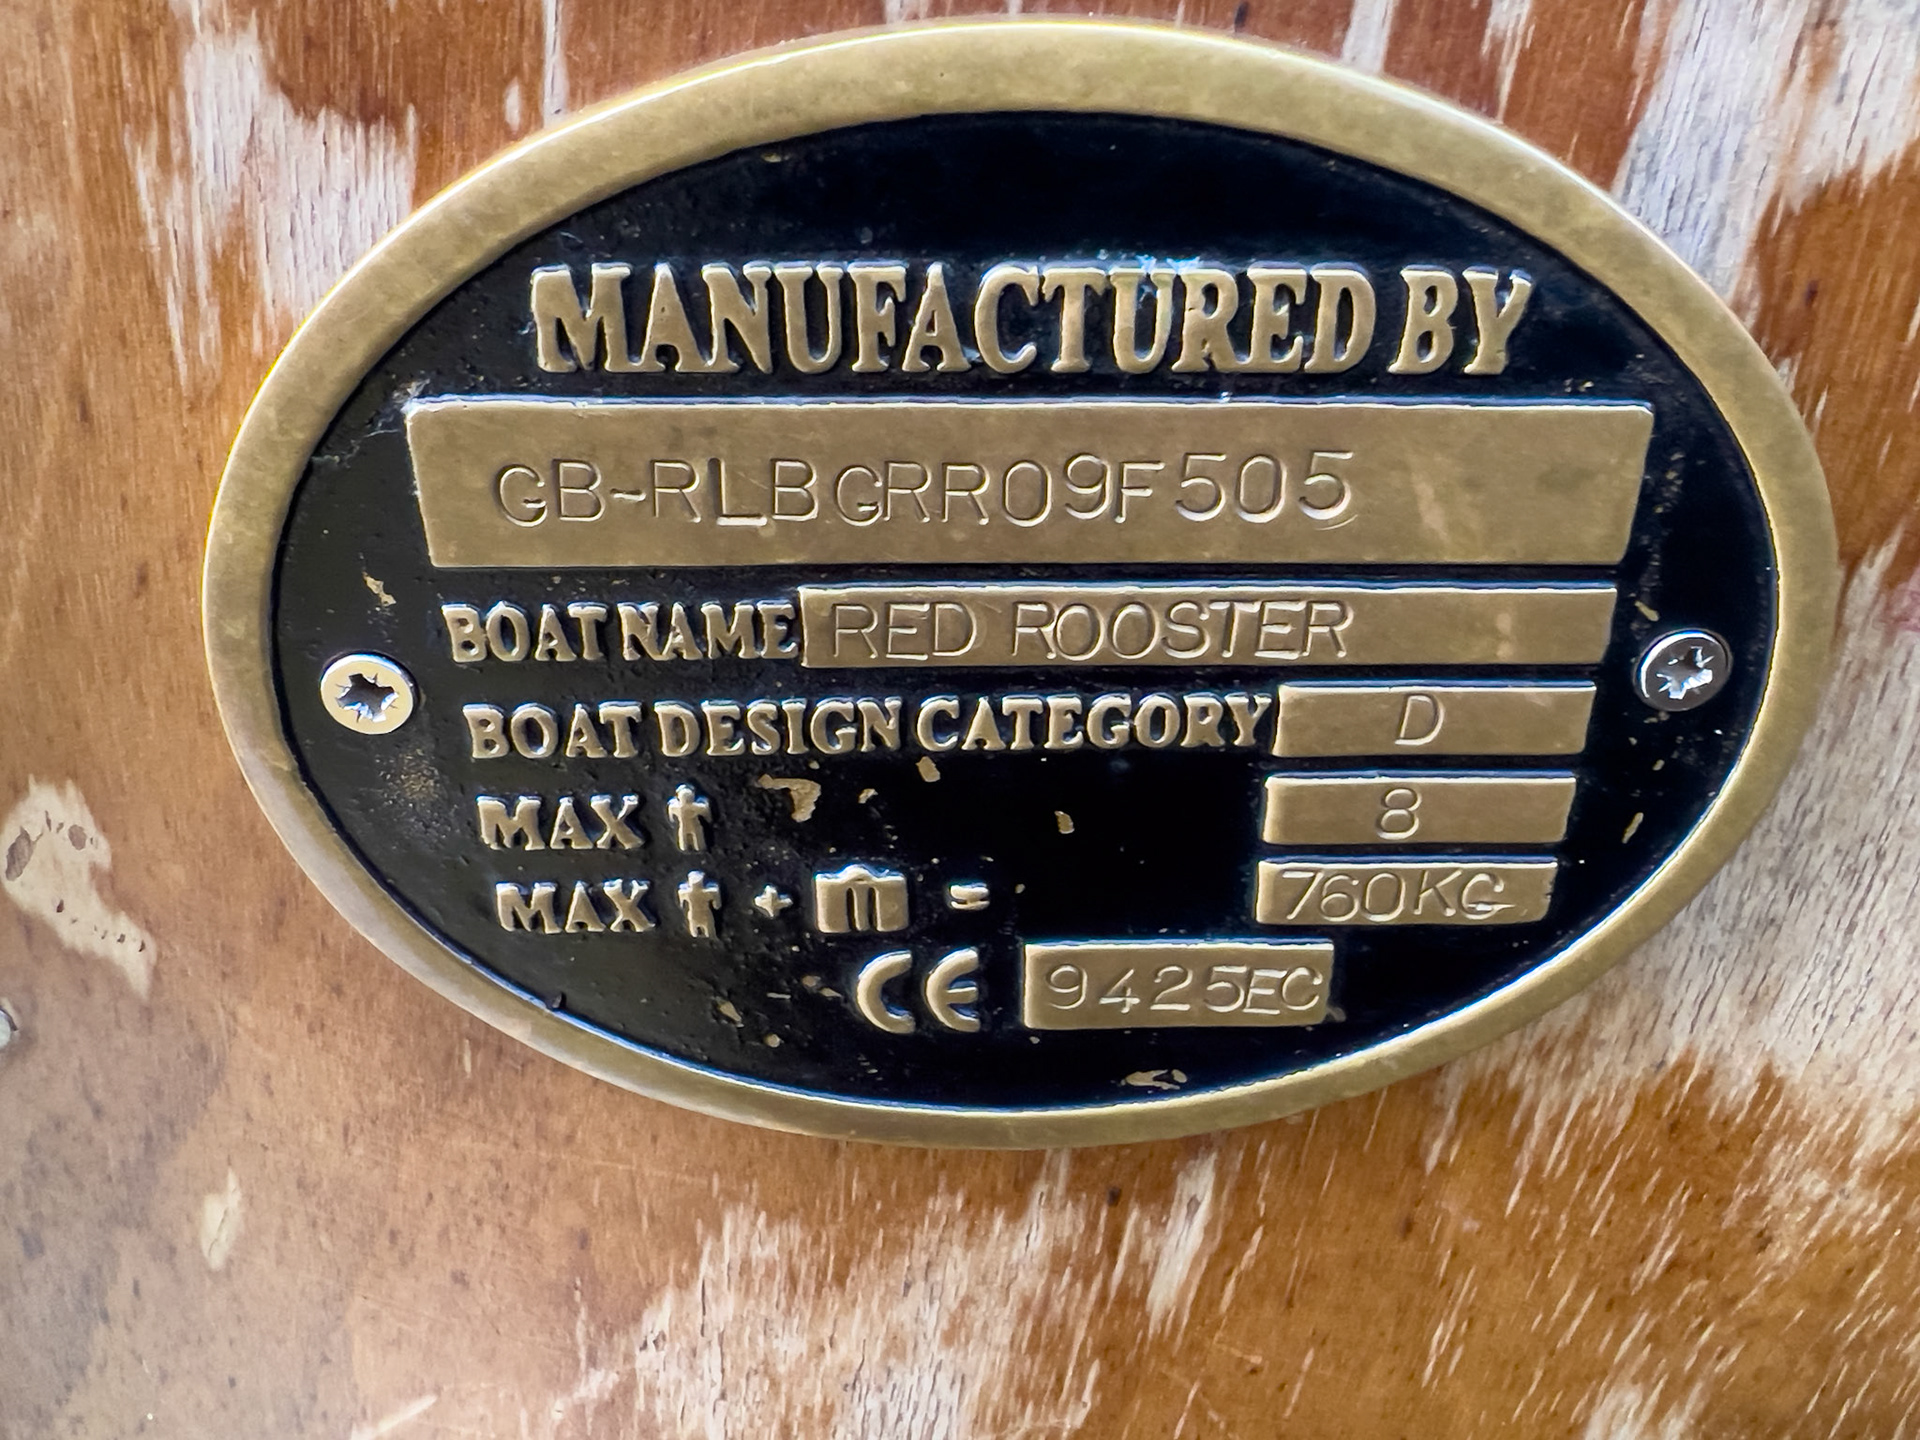 MANUFACTURED BY
GB-RLBGRR09F505
BOAT NAME RED ROOSTER
BOAT DESIGN CATEGORY D
MAX 8
MAX + = 760KG
CE 9425EC